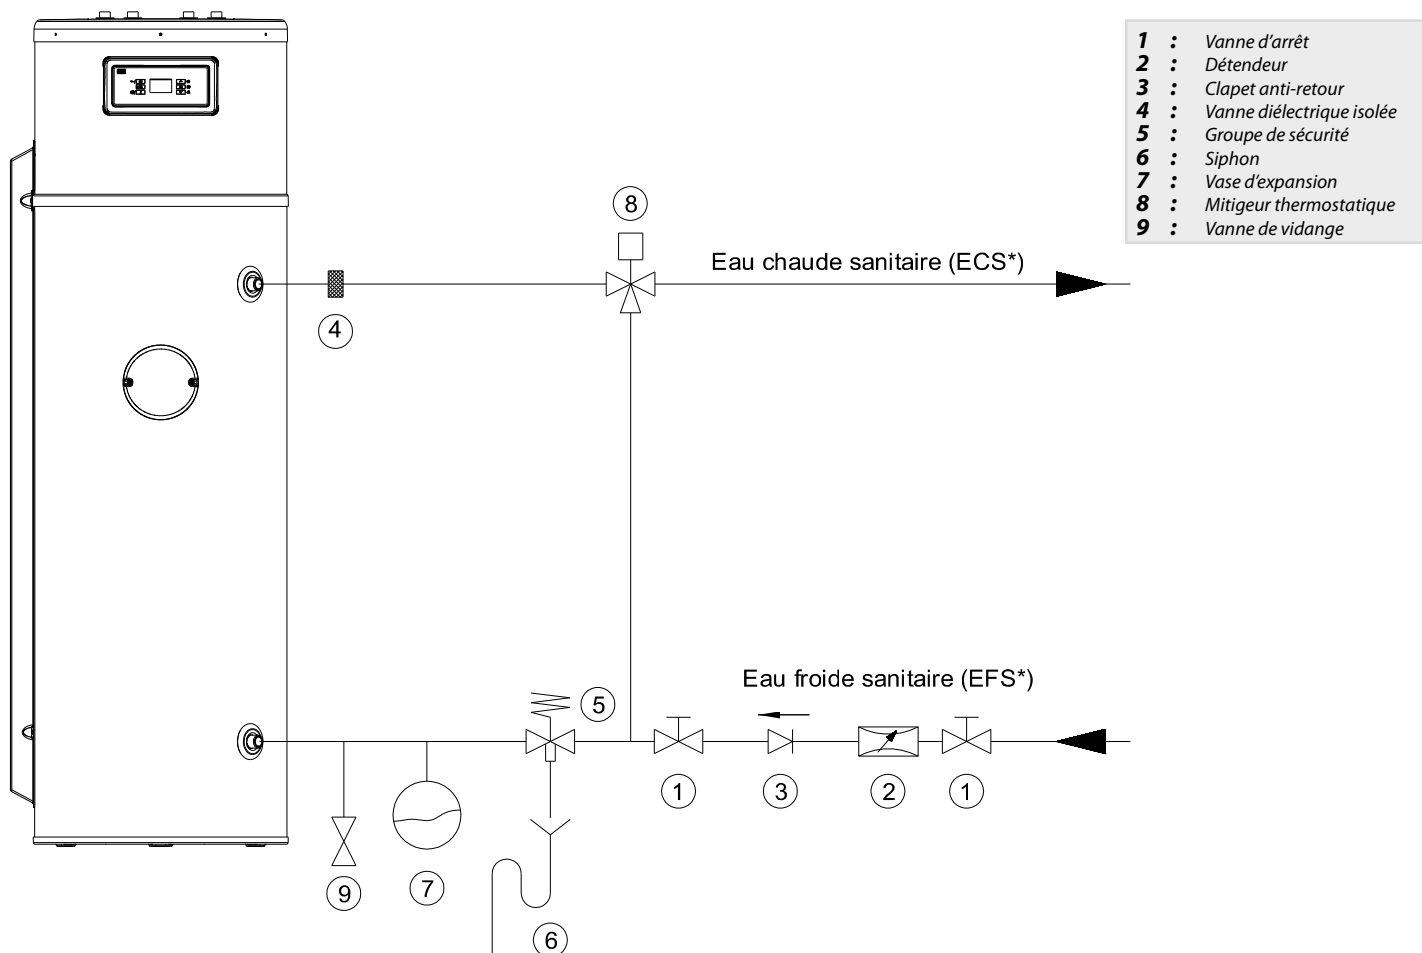 1 : Vanne d'arrêt
2 : Détendeur
3 : Clapet anti-retour
4 : Vanne diélectrique isolée
5 : Groupe de sécurité
6 : Siphon
7 : Vase d'expansion
8 : Mitigeur thermostatique
9 : Vanne de vidange
8
Eau chaude sanitaire (ECS*)
4
Eau froide sanitaire (EFS*)
5
1
3
2
1
9
7
6